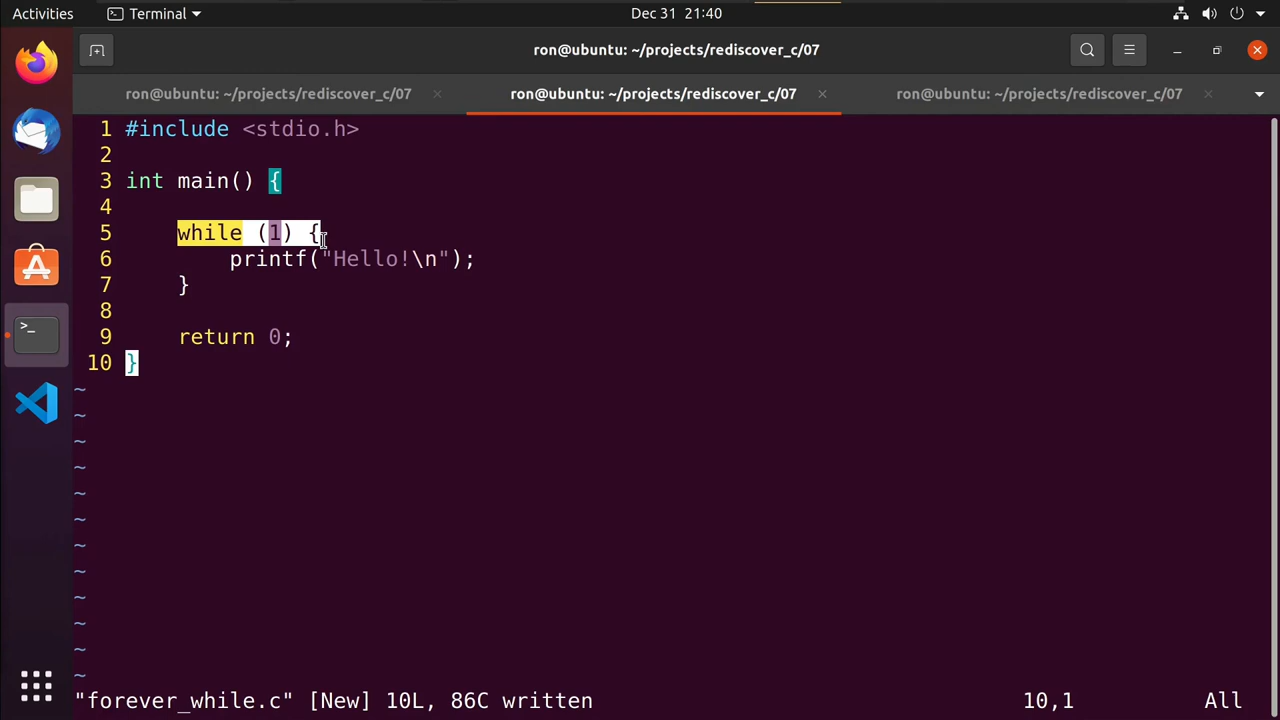 Activities Terminal Dec 31 21:40
ron@ubuntu: ~/projects/rediscover_c/07
ron@ubuntu: ~/projects/rediscover_c/07 ron@ubuntu: ~/projects/rediscover_c/07 ron@ubuntu: ~/projects/rediscover_c/07
1 #include <stdio.h>
2
3 int main() {
4
5     while (1) {
6         printf("Hello!\n");
7     }
8
9     return 0;
10 }
~
~
~
~
~
~
~
~
~
~
~
~
"forever_while.c" [New] 10L, 86C written 10,1 All